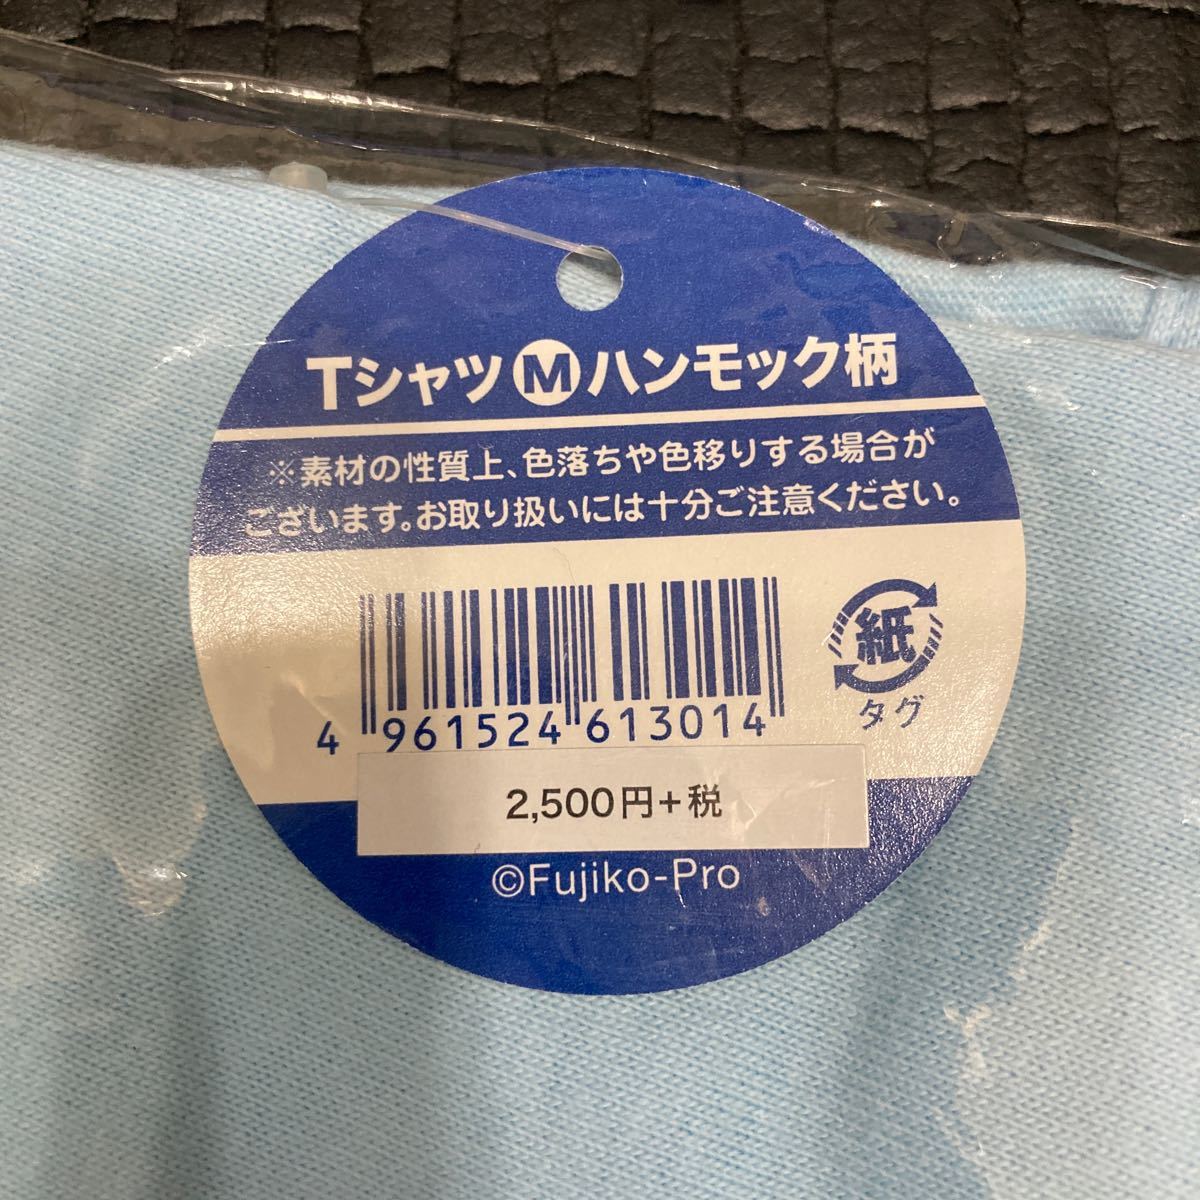 TシャツⓂハンモック柄
※素材の性質上、色落ちや色移りする場合が
ございます。お取り扱いには十分ご注意ください。
4 961524 613014
紙
タグ
2,500円+税
©Fujiko-Pro